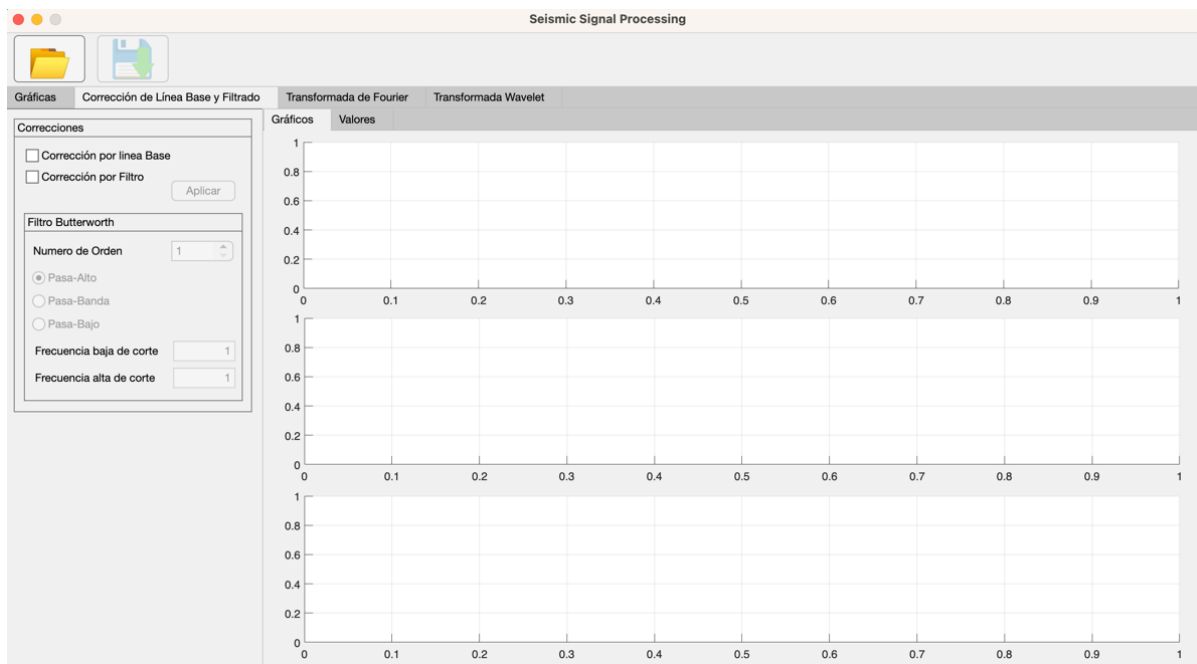 Seismic Signal Processing
Gráficas Corrección de Línea Base y Filtrado Transformada de Fourier Transformada Wavelet
Correcciones
Corrección por linea Base
Corrección por Filtro
Aplicar
Filtro Butterworth
Numero de Orden 1
Pasa-Alto
Pasa-Banda
Pasa-Bajo
Frecuencia baja de corte 1
Frecuencia alta de corte 1
Gráficos Valores
1
0.8
0.6
0.4
0.2
0
0 0.1 0.2 0.3 0.4 0.5 0.6 0.7 0.8 0.9 1
1
0.8
0.6
0.4
0.2
0
0 0.1 0.2 0.3 0.4 0.5 0.6 0.7 0.8 0.9 1
1
0.8
0.6
0.4
0.2
0
0 0.1 0.2 0.3 0.4 0.5 0.6 0.7 0.8 0.9 1